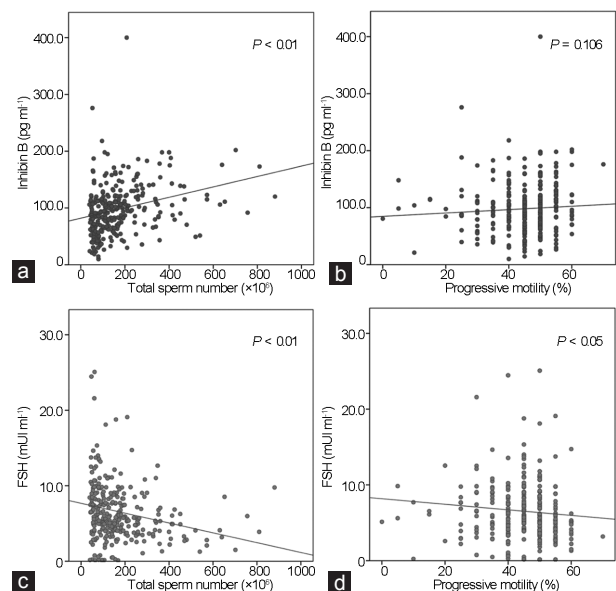 400.0
300.0
200.0
100.0
0
Inhibin B (pg ml⁻¹)
P < 0.01
0 200 400 600 800 1000
Total sperm number (×10⁶)
a
400.0
300.0
200.0
100.0
0
Inhibin B (pg ml⁻¹)
P = 0.106
0 20 40 60
Progressive motility (%)
b
30.0
20.0
10.0
0
FSH (mUI ml⁻¹)
P < 0.01
0 200 400 600 800 1000
Total sperm number (×10⁶)
c
30.0
20.0
10.0
0
FSH (mUI ml⁻¹)
P < 0.05
0 20 40 60
Progressive motility (%)
d